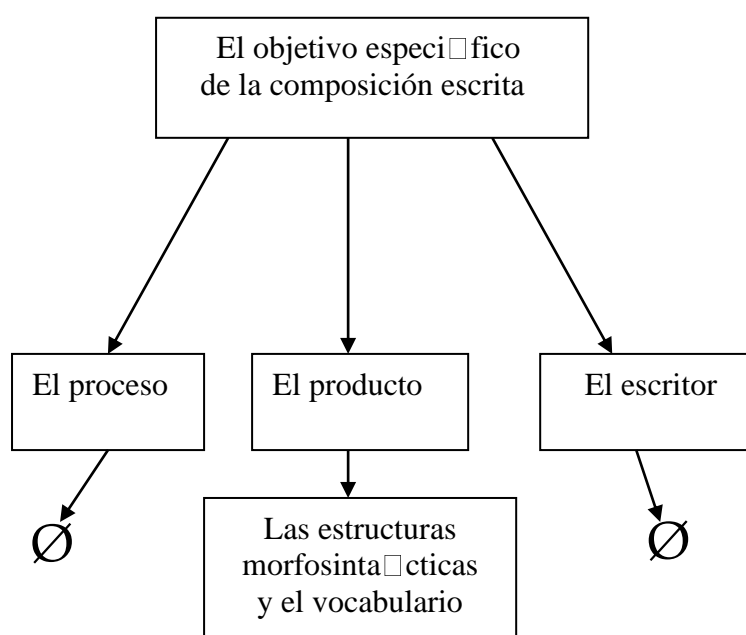 El objetivo especi□fico
de la composición escrita
El proceso
El producto
El escritor
Ø
Las estructuras
morfosinta□cticas
y el vocabulario
Ø